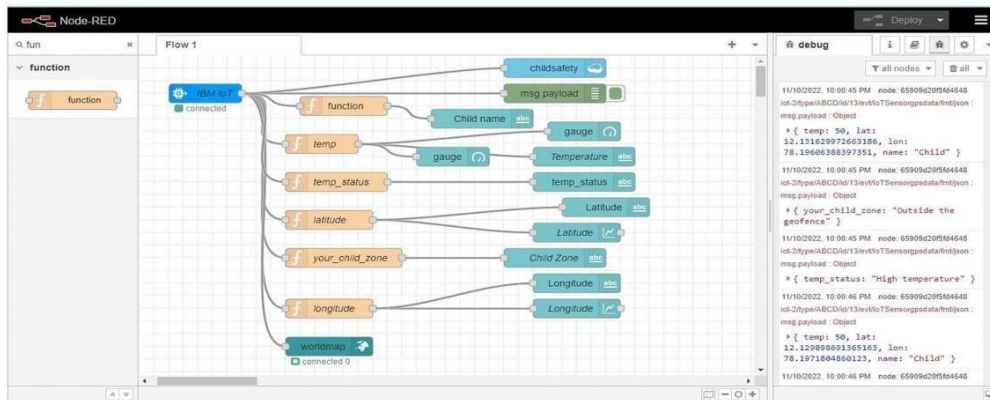 Node-RED
Deploy
fun
function
function
Flow 1
IBM IoT
connected
function
temp
temp_status
latitude
your_child_zone
longitude
worldmap
connected 0
childsafety
msg.payload
Child name abc
gauge
gauge
Temperature abc
temp_status abc
Latitude abc
Latitude
Child Zone abc
Longitude abc
Longitude
debug
all nodes
all
11/10/2022, 10:00:45 PM node: 65909d20f5fd4648
iot-2/type/ABCD/id/13/evt/IoTSensorgpsdata/fmt/json :
msg.payload : Object
{ temp: 50, lat:
12.131629972663186, lon:
78.19606388397351, name: "Child" }
11/10/2022, 10:00:45 PM node: 65909d20f5fd4648
iot-2/type/ABCD/id/13/evt/IoTSensorgpsdata/fmt/json :
msg.payload : Object
{ your_child_zone: "Outside the
geofence" }
11/10/2022, 10:00:45 PM node: 65909d20f5fd4648
iot-2/type/ABCD/id/13/evt/IoTSensorgpsdata/fmt/json :
msg.payload : Object
{ temp_status: "High temperature" }
11/10/2022, 10:00:46 PM node: 65909d20f5fd4648
iot-2/type/ABCD/id/13/evt/IoTSensorgpsdata/fmt/json :
msg.payload : Object
{ temp: 50, lat:
12.129898691365163, lon:
78.1971804860123, name: "Child" }
11/10/2022, 10:00:46 PM node: 65909d20f5fd4648